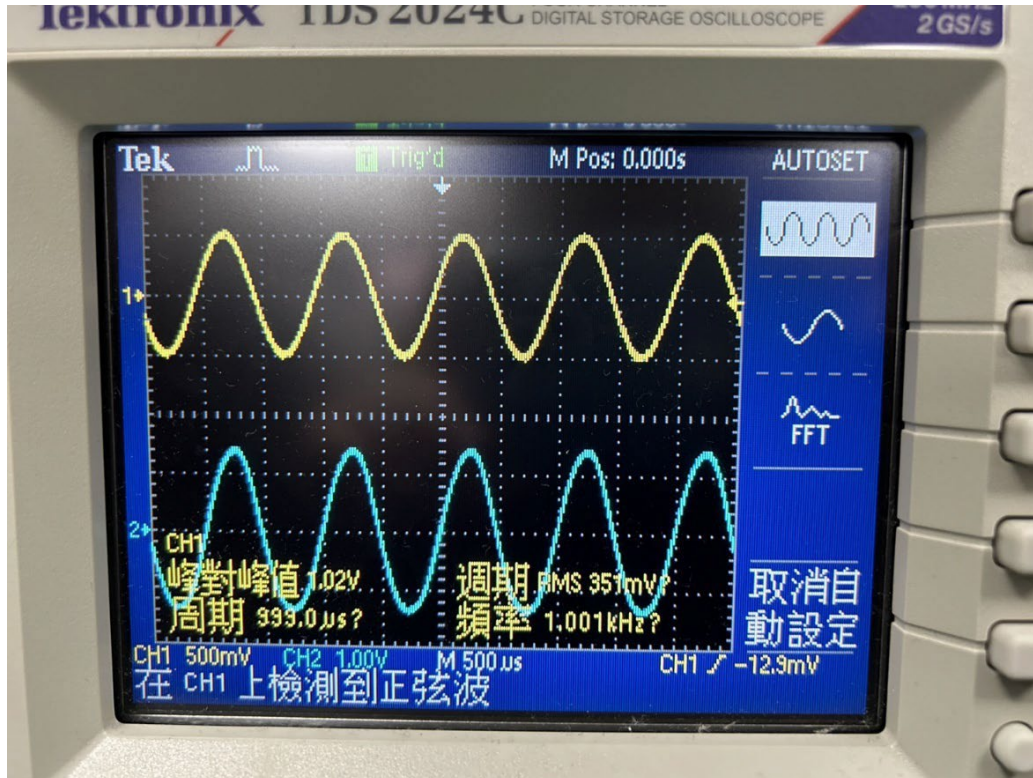 Tektronix TDS 2024C DIGITAL STORAGE OSCILLOSCOPE
2 GS/s
Tek T Trig'd M Pos: 0.000s AUTOSET
1
FFT
2
CH1
峰對峰值 1.02V 週期 RMS 351mV?
周期 999.0µs? 頻率 1.001kHz?
取消自
動設定
CH1 500mV CH2 1.00V M 500µs CH1 -12.9mV
在 CH1 上檢測到正弦波